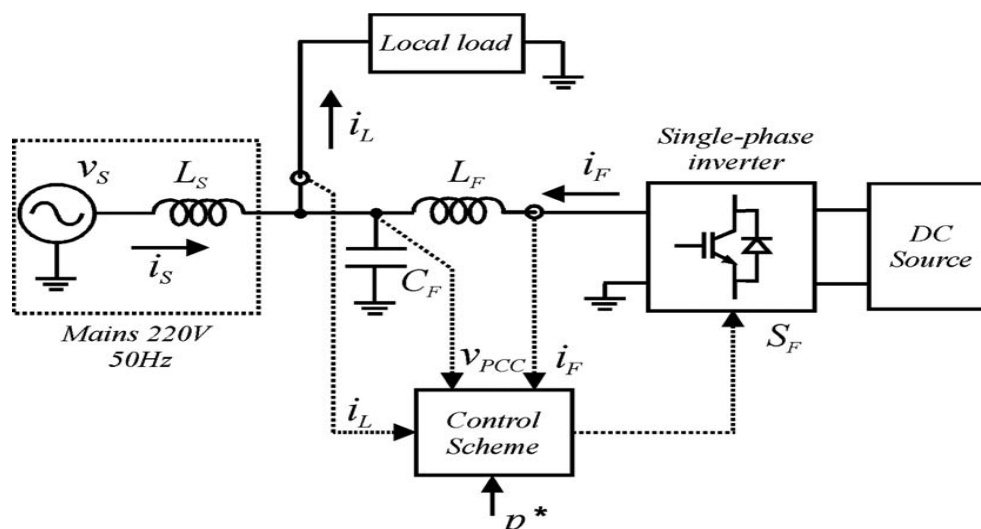 Local load
i_L
Single-phase
inverter
v_S
L_S
L_F
i_F
i_S
C_F
DC
Source
Mains 220V
50Hz
S_F
v_PCC
i_F
i_L
Control
Scheme
p*